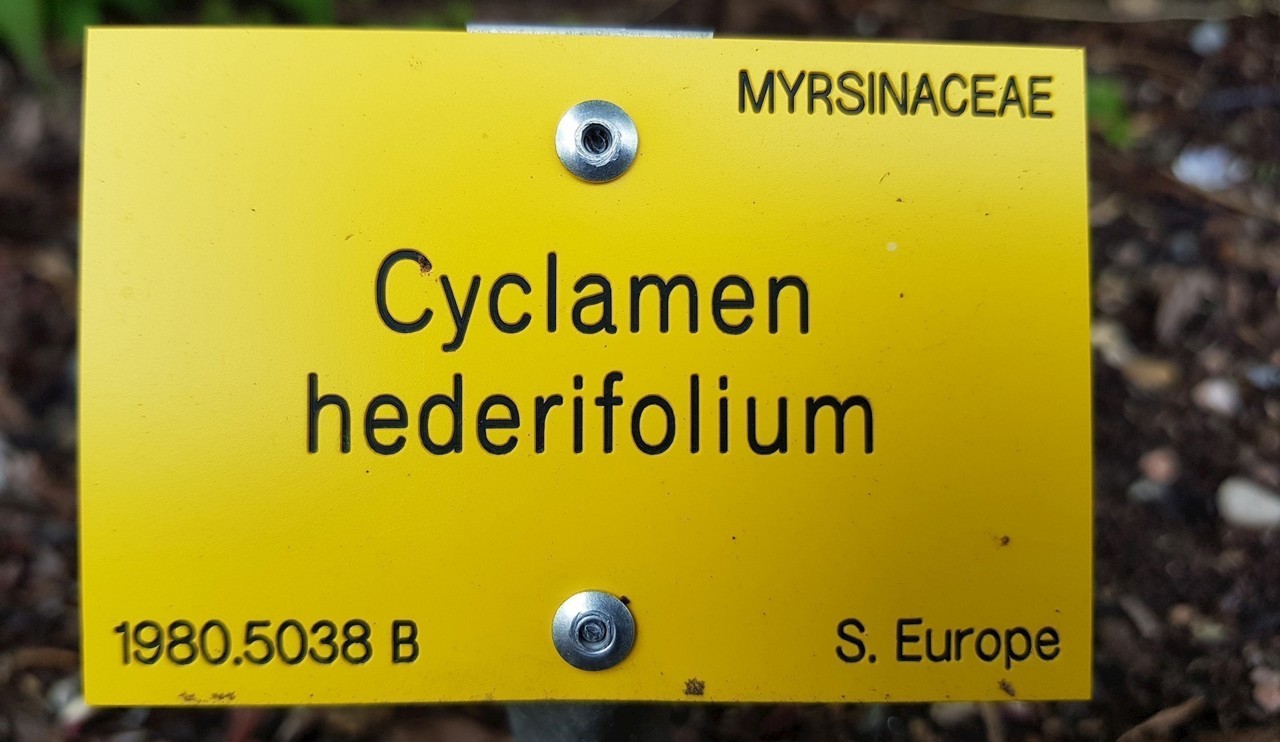 MYRSINACEAE
Cyclamen
hederifolium
1980.5038 B
S. Europe